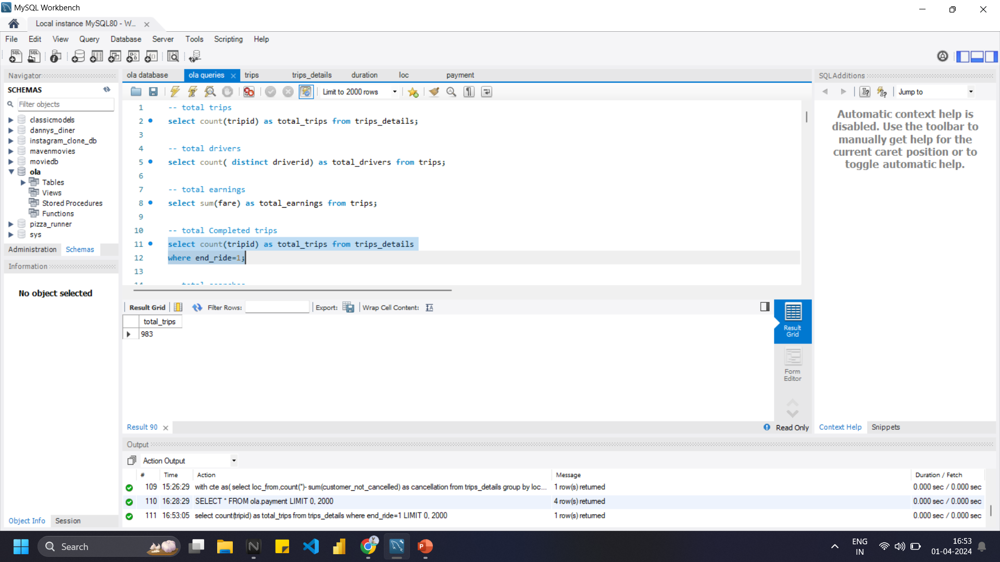 MySQL Workbench
Local instance MySQL80 - W...
File Edit View Query Database Server Tools Scripting Help
Navigator
SCHEMAS
Filter objects
classicmodels
dannys_diner
instagram_clone_db
mavenmovies
moviedb
ola
Tables
Views
Stored Procedures
Functions
pizza_runner
sys
Administration Schemas
Information
No object selected
Object Info Session
ola database ola queries trips trips_details duration loc payment
Limit to 2000 rows
1 -- total trips
2 select count(tripid) as total_trips from trips_details;
3
4 -- total drivers
5 select count( distinct driverid) as total_drivers from trips;
6
7 -- total earnings
8 select sum(fare) as total_earnings from trips;
9
10 -- total Completed trips
11 select count(tripid) as total_trips from trips_details
12 where end_ride=1;
13
14 -- total searches
Result Grid Filter Rows: Export: Wrap Cell Content:
total_trips
983
Result
Grid
Form
Editor
Result 90 Read Only
SQLAdditions
Jump to
Automatic context help is
disabled. Use the toolbar to
manually get help for the
current caret position or to
toggle automatic help.
Context Help Snippets
Output
Action Output
# Time Action Message Duration / Fetch
109 15:26:29 with cte as( select loc_from,count(*)- sum(customer_not_cancelled) as cancellation from trips_details group by loc... 1 row(s) returned 0.000 sec / 0.000 sec
110 16:28:29 SELECT * FROM ola.payment LIMIT 0, 2000 4 row(s) returned 0.000 sec / 0.000 sec
111 16:53:05 select count(tripid) as total_trips from trips_details where end_ride=1 LIMIT 0, 2000 1 row(s) returned 0.000 sec / 0.000 sec
Search
ENG
IN
16:53
01-04-2024